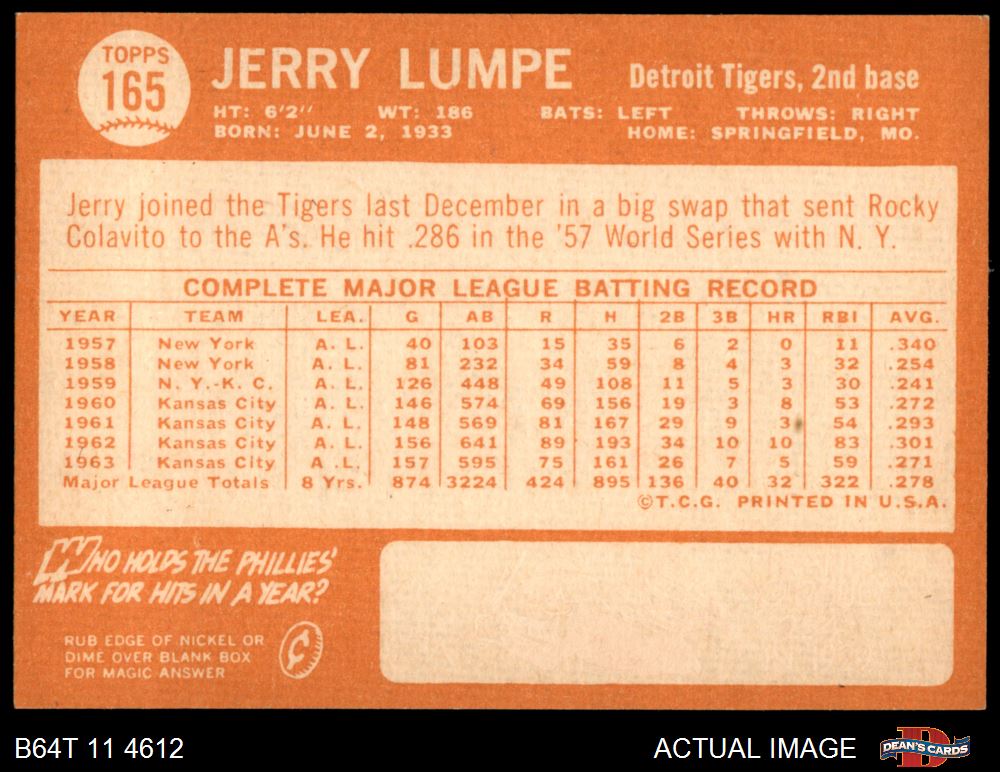 TOPPS
165
JERRY LUMPE
Detroit Tigers, 2nd base
HT: 6'2" WT: 186 BATS: LEFT THROWS: RIGHT
BORN: JUNE 2, 1933 HOME: SPRINGFIELD, MO.
Jerry joined the Tigers last December in a big swap that sent Rocky
Colavito to the A's. He hit .286 in the '57 World Series with N. Y.
COMPLETE MAJOR LEAGUE BATTING RECORD
YEAR TEAM LEA. G AB R H 2B 3B HR RBI AVG.
1957 New York A. L. 40 103 15 35 6 2 0 11 .340
1958 New York A. L. 81 232 34 59 8 4 3 32 .254
1959 N. Y.-K. C. A. L. 126 448 49 108 11 5 3 30 .241
1960 Kansas City A. L. 146 574 69 156 19 3 8 53 .272
1961 Kansas City A. L. 148 569 81 167 29 9 3 54 .293
1962 Kansas City A. L. 156 641 89 193 34 10 10 83 .301
1963 Kansas City A .L. 157 595 75 161 26 7 5 59 .271
Major League Totals 8 Yrs. 874 3224 424 895 136 40 32 322 .278
©T.C.G. PRINTED IN U.S.A.
WHO HOLDS THE PHILLIES'
MARK FOR HITS IN A YEAR?
RUB EDGE OF NICKEL OR
DIME OVER BLANK BOX
FOR MAGIC ANSWER
B64T 11 4612
ACTUAL IMAGE
DEAN'S CARDS